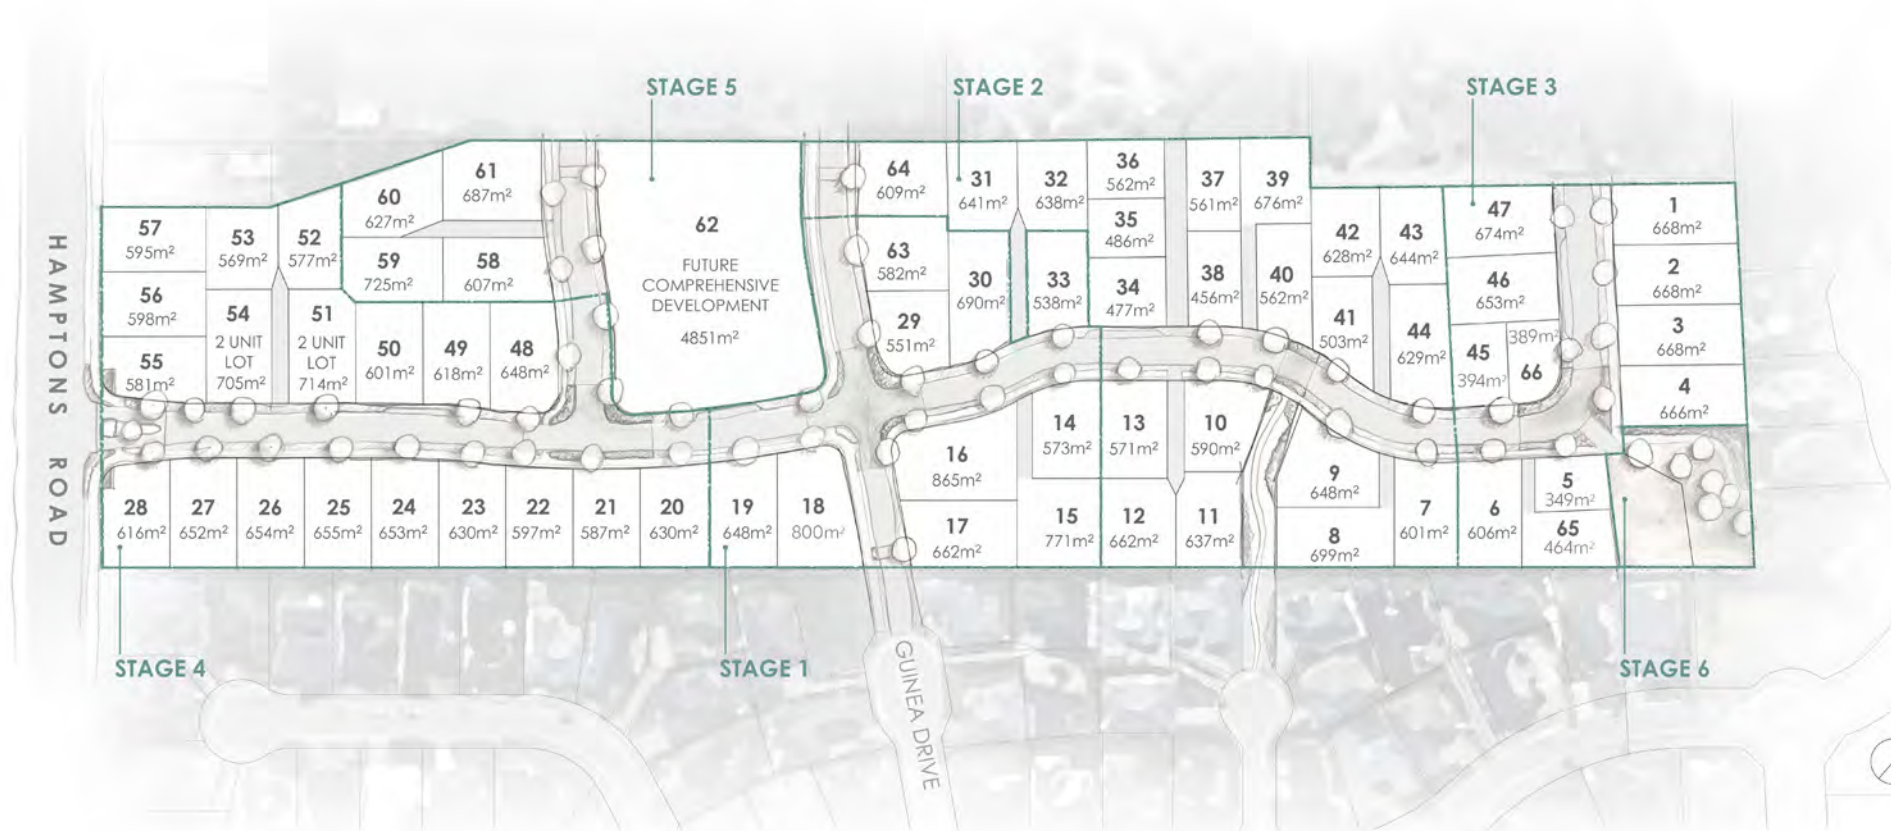 STAGE 5
STAGE 2
STAGE 3
HAMPTONS ROAD
57
595m²
53
569m²
52
577m²
60
627m²
61
687m²
59
725m²
58
607m²
56
598m²
55
581m²
54
2 UNIT
LOT
705m²
51
2 UNIT
LOT
714m²
50
601m²
49
618m²
48
648m²
62
FUTURE
COMPREHENSIVE
DEVELOPMENT
4851m²
64
609m²
31
641m²
32
638m²
36
562m²
35
486m²
34
477m²
37
561m²
39
676m²
38
456m²
40
562m²
63
582m²
29
551m²
30
690m²
33
538m²
42
628m²
43
644m²
41
503m²
44
629m²
47
674m²
46
653m²
45
394m²
389m²
66
1
668m²
2
668m²
3
668m²
4
666m²
28
616m²
27
652m²
26
654m²
25
655m²
24
653m²
23
630m²
22
597m²
21
587m²
20
630m²
19
648m²
18
800m²
16
865m²
17
662m²
14
573m²
15
771m²
13
571m²
12
662m²
10
590m²
11
637m²
9
648m²
8
699m²
7
601m²
6
606m²
5
349m²
65
464m²
STAGE 4
STAGE 1
STAGE 6
GUINEA DRIVE